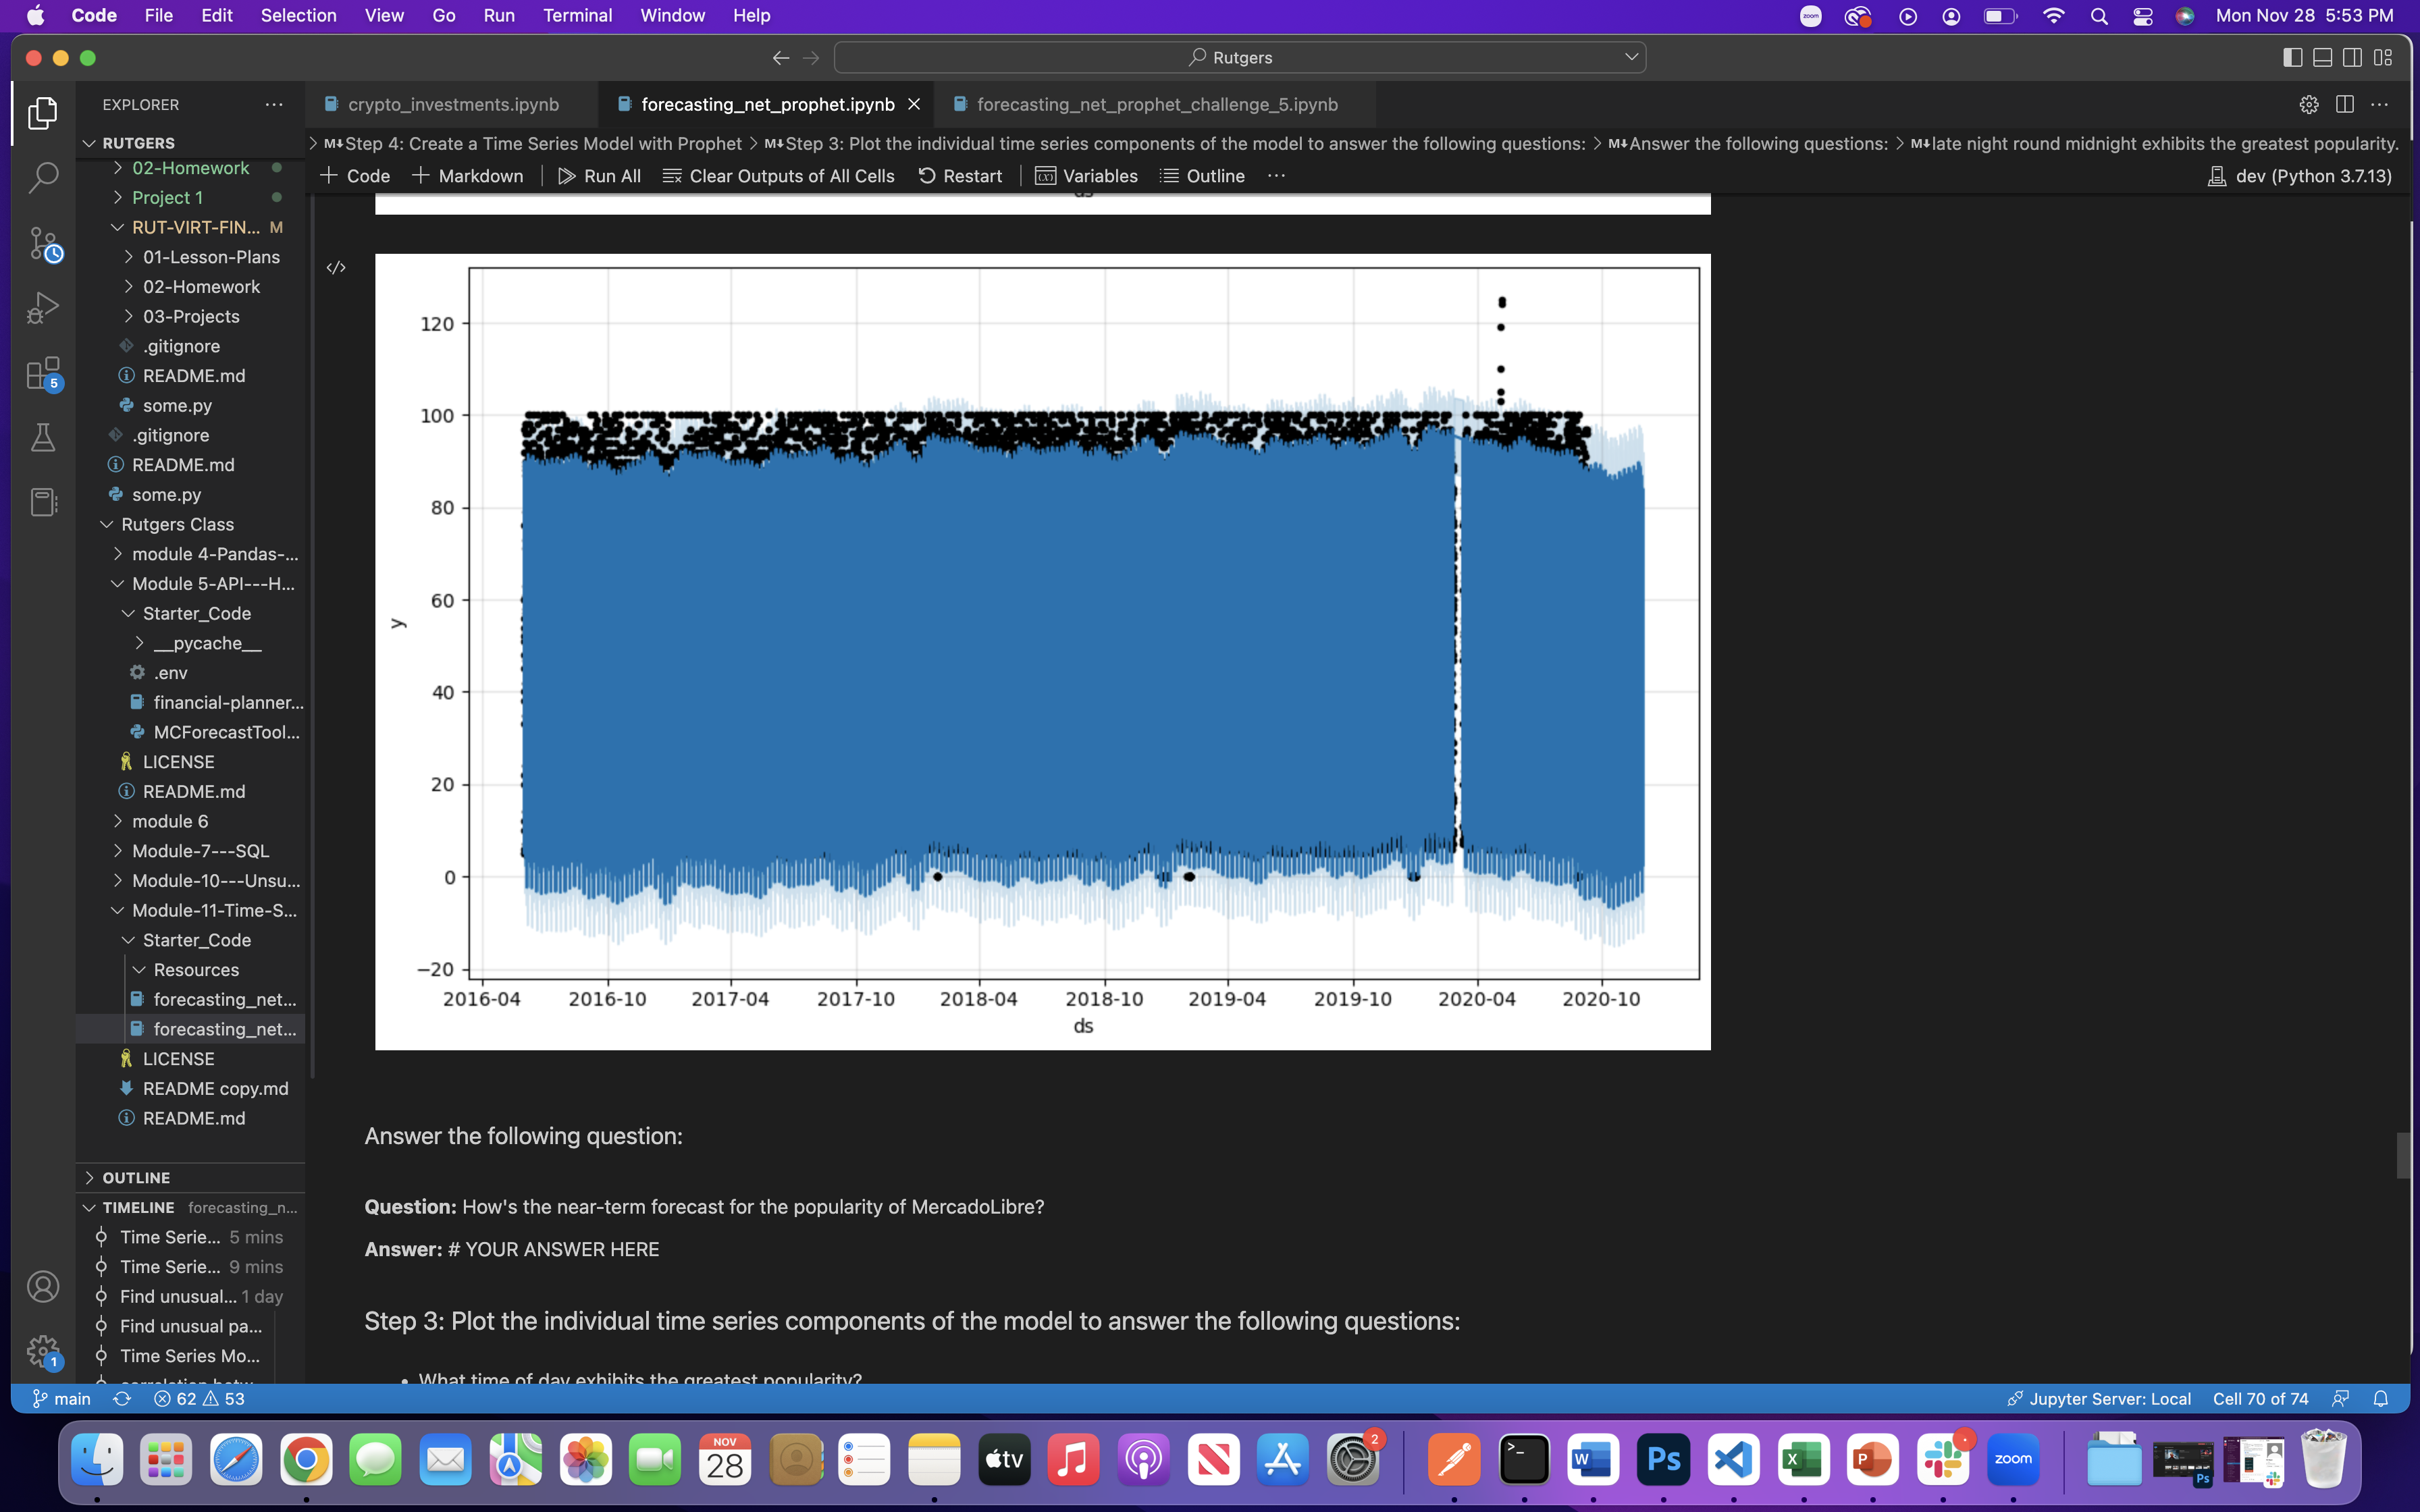 Code File Edit Selection View Go Run Terminal Window Help
zoom
Mon Nov 28 5:53 PM
Rutgers
EXPLORER
crypto_investments.ipynb
forecasting_net_prophet.ipynb
forecasting_net_prophet_challenge_5.ipynb
RUTGERS
Step 4: Create a Time Series Model with Prophet > Step 3: Plot the individual time series components of the model to answer the following questions: > Answer the following questions: > late night round midnight exhibits the greatest popularity.
+ Code + Markdown Run All Clear Outputs of All Cells Restart Variables Outline ...
dev (Python 3.7.13)
02-Homework
Project 1
RUT-VIRT-FIN... M
01-Lesson-Plans
02-Homework
03-Projects
.gitignore
README.md
some.py
.gitignore
README.md
some.py
Rutgers Class
module 4-Pandas-...
Module 5-API---H...
Starter_Code
__pycache__
.env
financial-planner...
MCForecastTool...
LICENSE
README.md
module 6
Module-7---SQL
Module-10---Unsu...
Module-11-Time-S...
Starter_Code
Resources
forecasting_net...
forecasting_net...
LICENSE
README copy.md
README.md
OUTLINE
TIMELINE forecasting_n...
Time Serie... 5 mins
Time Serie... 9 mins
Find unusual... 1 day
Find unusual pa...
Time Series Mo...
5
1
ds
120
100
80
60
40
20
0
−20
y
2016-04 2016-10 2017-04 2017-10 2018-04 2018-10 2019-04 2019-10 2020-04 2020-10
ds
Answer the following question:
Question: How's the near-term forecast for the popularity of MercadoLibre?
Answer: # YOUR ANSWER HERE
Step 3: Plot the individual time series components of the model to answer the following questions:
• What time of day exhibits the greatest popularity?
main 62 53
Jupyter Server: Local Cell 70 of 74
NOV
28
tv
2
W
Ps
X
P
zoom
Ps